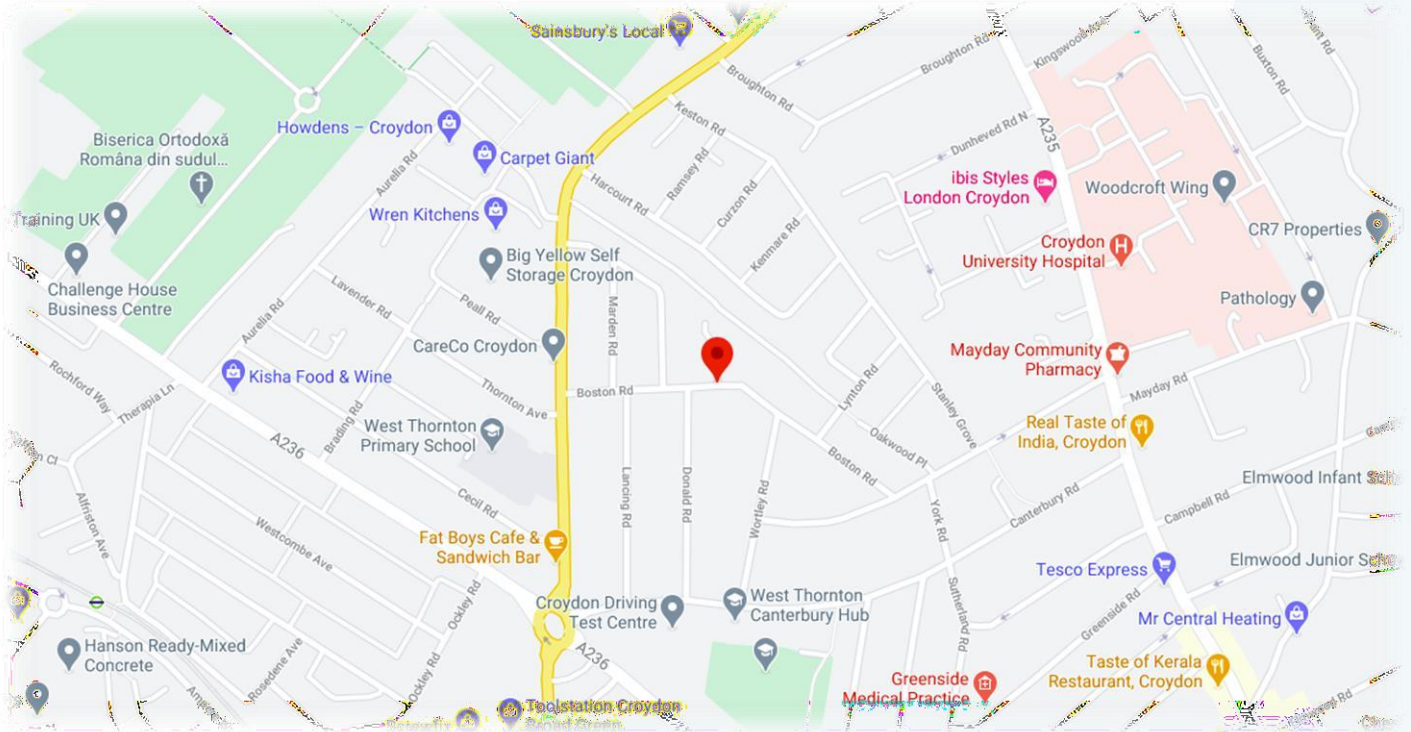 Sainsbury's Local
Broughton Rd
Kingswood
Buxton Rd
Broughton Rd
Howdens – Croydon
Keston Rd
A235
Dunheved Rd N
Biserica Ortodoxă
Româna din sudul...
Carpet Giant
Aurelia Rd
Ramsey Rd
ibis Styles
London Croydon
Woodcroft Wing
Harcourt Rd
Curzon Rd
Training UK
Wren Kitchens
CR7 Properties
Kenmare Rd
Croydon
University Hospital
Big Yellow Self
Storage Croydon
Challenge House
Business Centre
Lavender Rd
Peall Rd
Marden Rd
Pathology
Aurelia Rd
CareCo Croydon
Mayday Community
Pharmacy
Kisha Food & Wine
Rochford Way
Therapia Ln
Thornton Ave
Boston Rd
Lynton Rd
Stanley Grove
Mayday Rd
West Thornton
Primary School
Brading Rd
A236
Real Taste of
India, Croydon
Oakwood Pl
Boston Rd
Elmwood Infant
Cecil Rd
Lancing Rd
Donald Rd
Wortley Rd
York Rd
Canterbury Rd
Campbell Rd
Alfriston Ave
Westcombe Ave
Fat Boys Cafe &
Sandwich Bar
Tesco Express
Elmwood Junior
Ockley Rd
Croydon Driving
Test Centre
West Thornton
Canterbury Hub
Sutherland Rd
Greenside Rd
Mr Central Heating
Hanson Ready-Mixed
Concrete
Rosedene Ave
Ockley Rd
A236
Taste of Kerala
Restaurant, Croydon
Greenside
Medical Practice
Toolstation Croydon